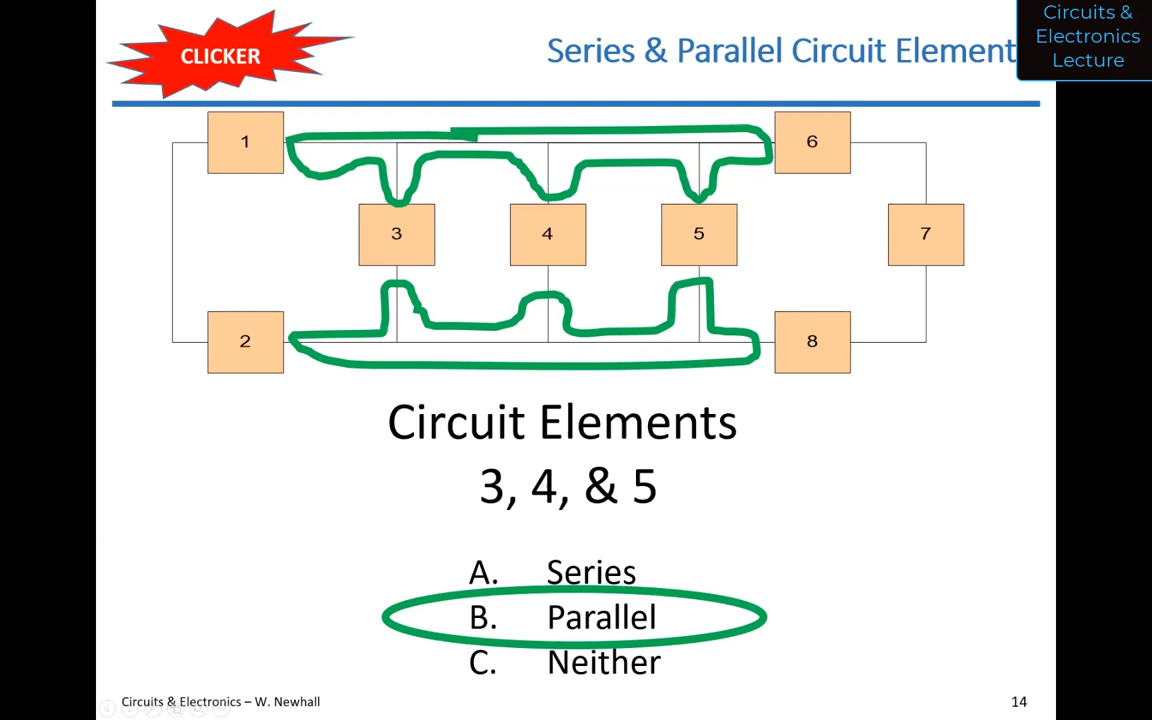 CLICKER
Series & Parallel Circuit Element
Circuits &
Electronics
Lecture
1
6
3
4
5
7
2
8
Circuit Elements
3, 4, & 5
A. Series
B. Parallel
C. Neither
Circuits & Electronics – W. Newhall
14